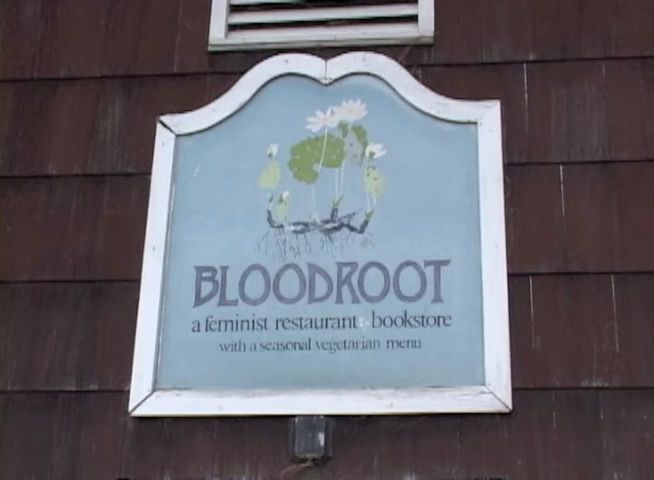 BLOODROOT
a feminist restaurant - bookstore
with a seasonal vegetarian menu